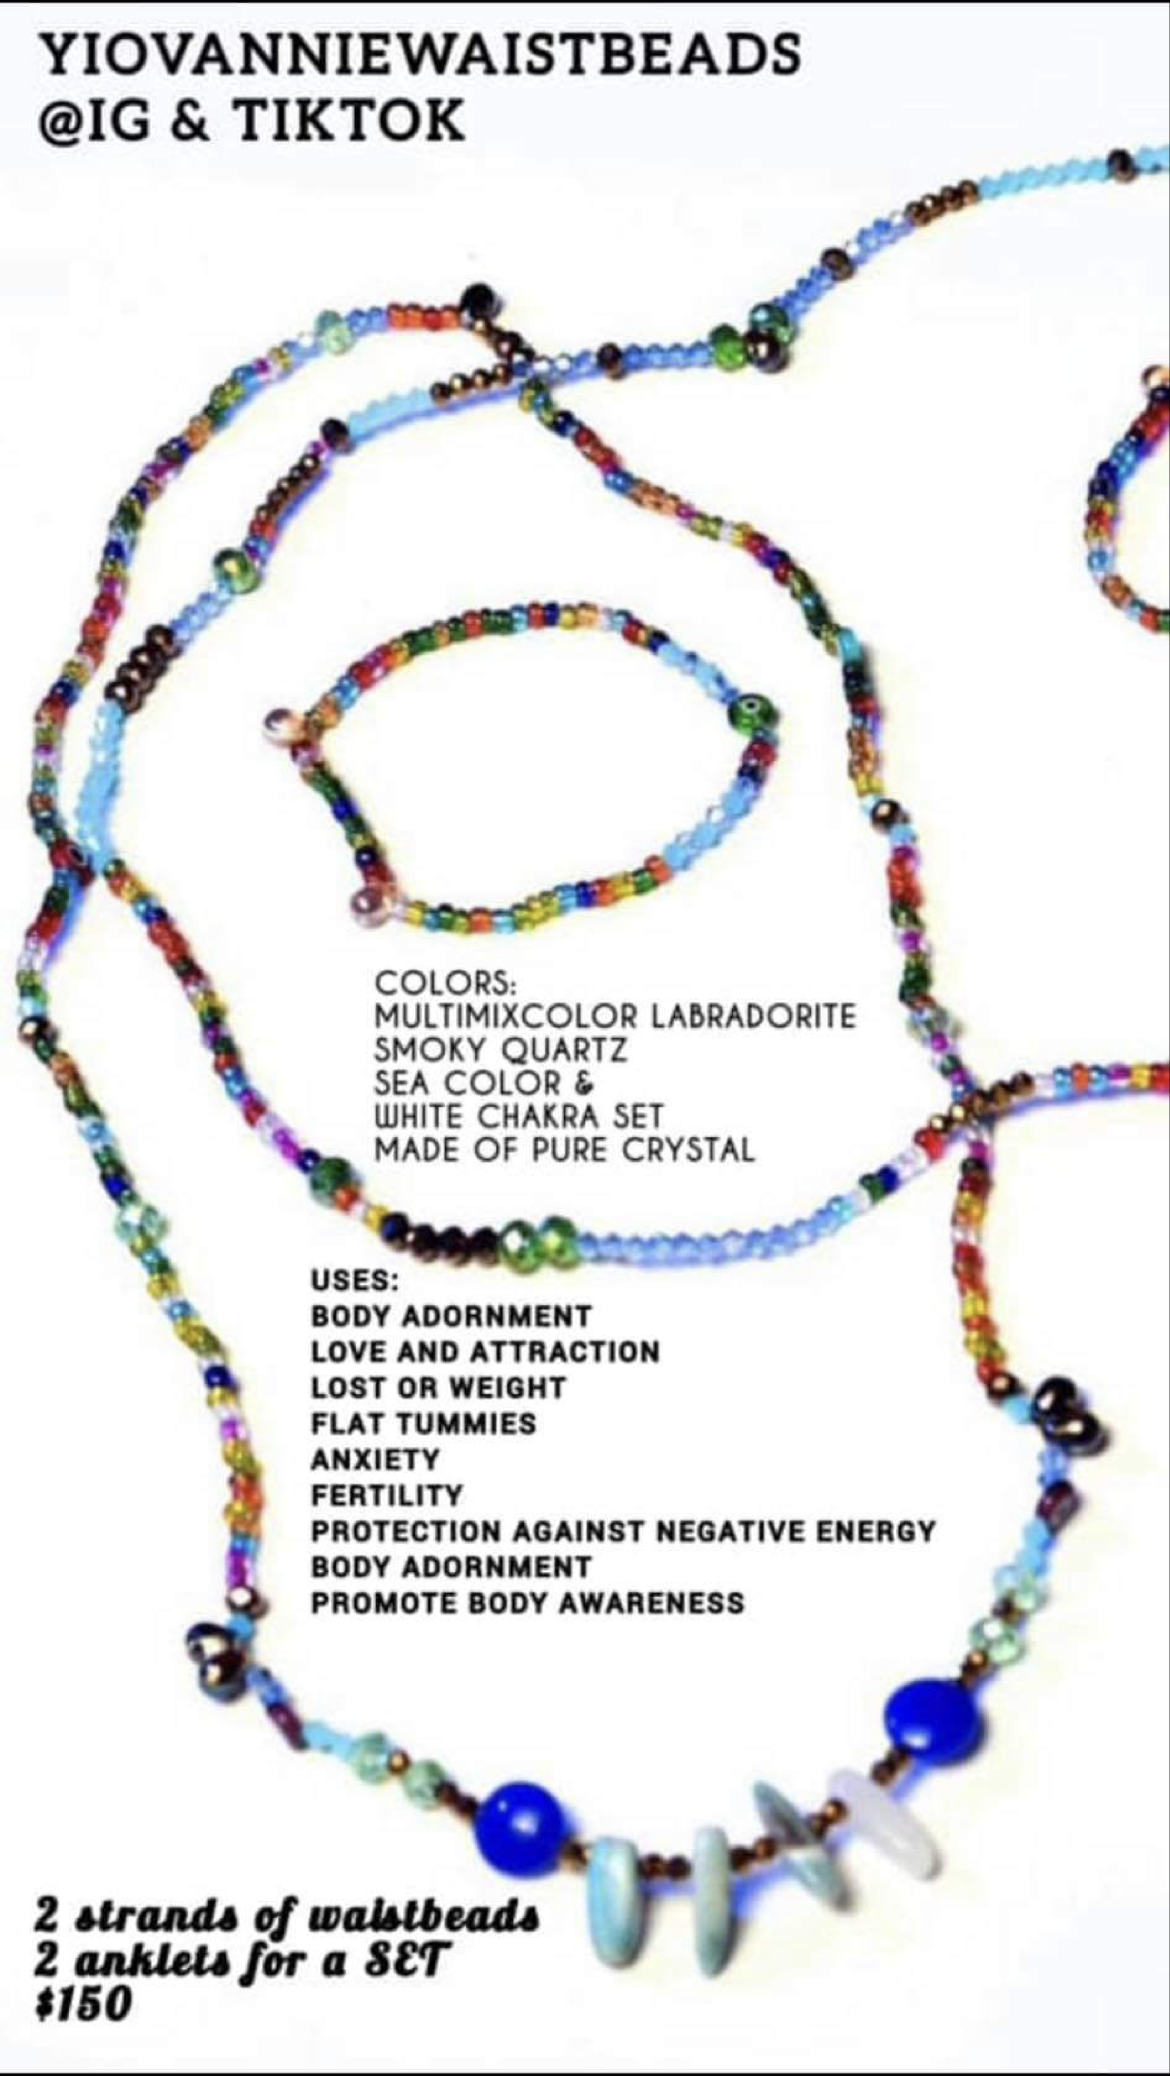 YIOVANNIEWAISTBEADS
@IG & TIKTOK
COLORS:
MULTIMIXCOLOR LABRADORITE
SMOKY QUARTZ
SEA COLOR &
WHITE CHAKRA SET
MADE OF PURE CRYSTAL
USES:
BODY ADORNMENT
LOVE AND ATTRACTION
LOST OR WEIGHT
FLAT TUMMIES
ANXIETY
FERTILITY
PROTECTION AGAINST NEGATIVE ENERGY
BODY ADORNMENT
PROMOTE BODY AWARENESS
2 strands of waistbeads
2 anklets for a SET
$150